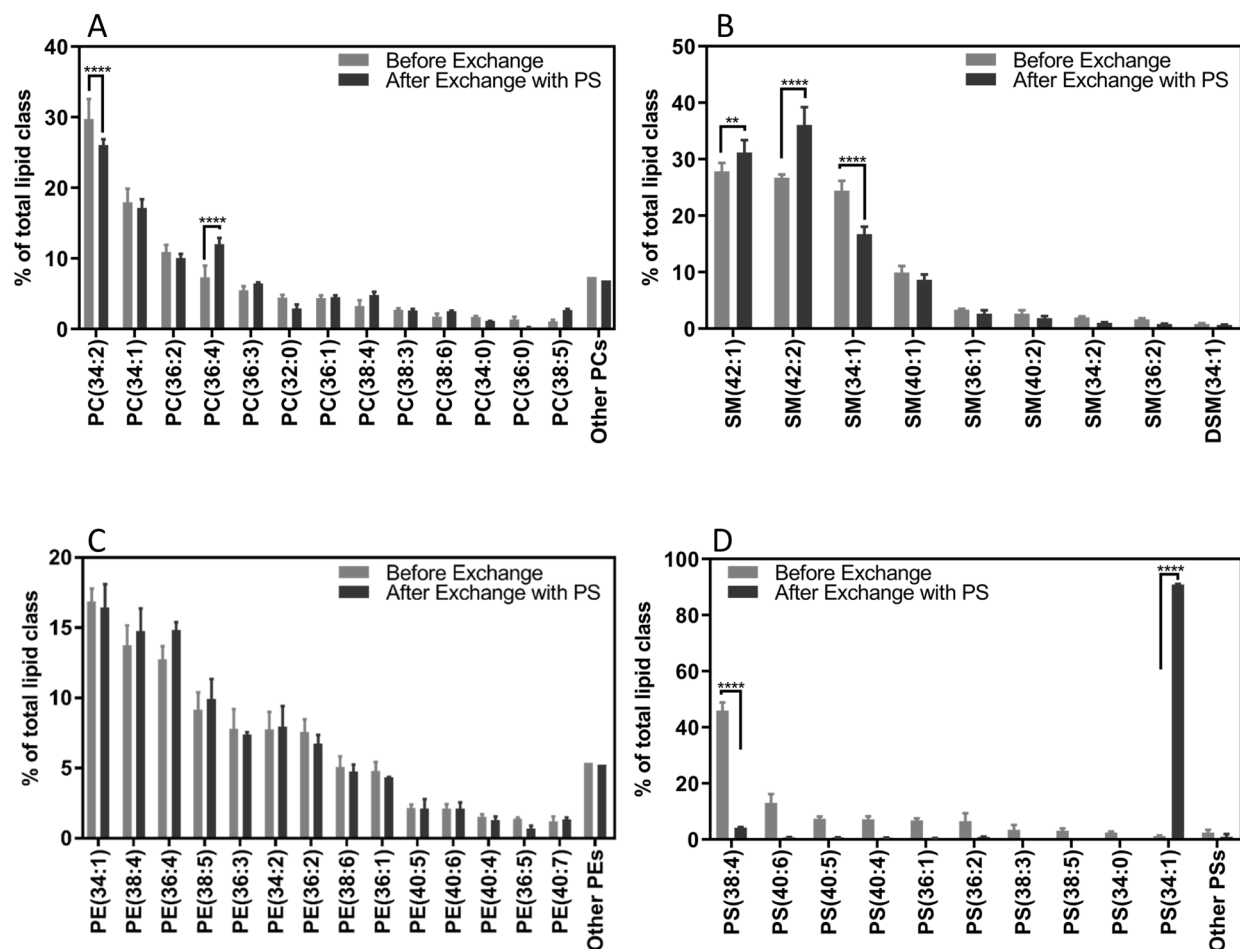 A
% of total lipid class
40
30
20
10
0
Before Exchange
After Exchange with PS
****
****
PC(34:2)
PC(34:1)
PC(36:2)
PC(36:4)
PC(36:3)
PC(32:0)
PC(36:1)
PC(38:4)
PC(38:3)
PC(38:6)
PC(34:0)
PC(36:0)
PC(38:5)
Other PCs
B
% of total lipid class
50
40
30
20
10
0
Before Exchange
After Exchange with PS
**
****
****
SM(42:1)
SM(42:2)
SM(34:1)
SM(40:1)
SM(36:1)
SM(40:2)
SM(34:2)
SM(36:2)
DSM(34:1)
C
% of total lipid class
20
15
10
5
0
Before Exchange
After Exchange with PS
PE(34:1)
PE(38:4)
PE(36:4)
PE(38:5)
PE(36:3)
PE(34:2)
PE(36:2)
PE(38:6)
PE(36:1)
PE(40:5)
PE(40:6)
PE(40:4)
PE(36:5)
PE(40:7)
Other PEs
D
% of total lipid class
100
80
60
40
20
0
Before Exchange
After Exchange with PS
****
****
PS(38:4)
PS(40:6)
PS(40:5)
PS(40:4)
PS(36:1)
PS(36:2)
PS(38:3)
PS(38:5)
PS(34:0)
PS(34:1)
Other PSs